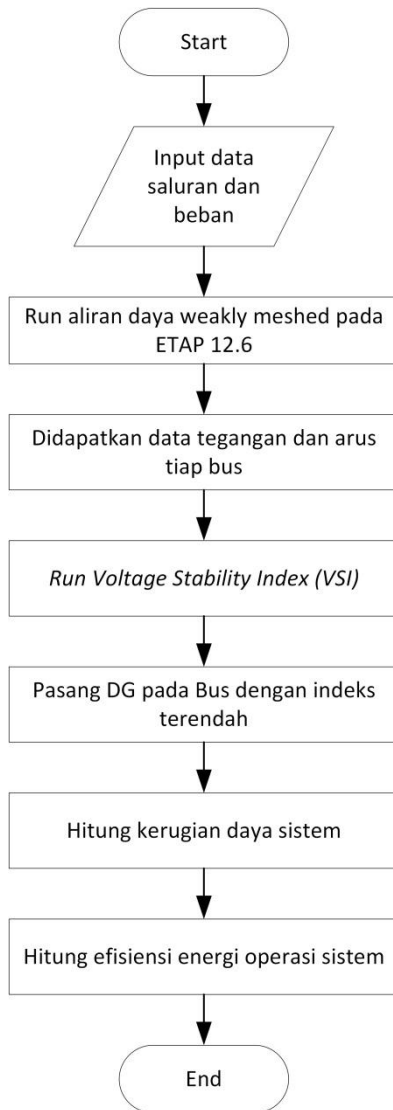 Start
Input data
saluran dan
beban
Run aliran daya weakly meshed pada
ETAP 12.6
Didapatkan data tegangan dan arus
tiap bus
Run Voltage Stability Index (VSI)
Pasang DG pada Bus dengan indeks
terendah
Hitung kerugian daya sistem
Hitung efisiensi energi operasi sistem
End